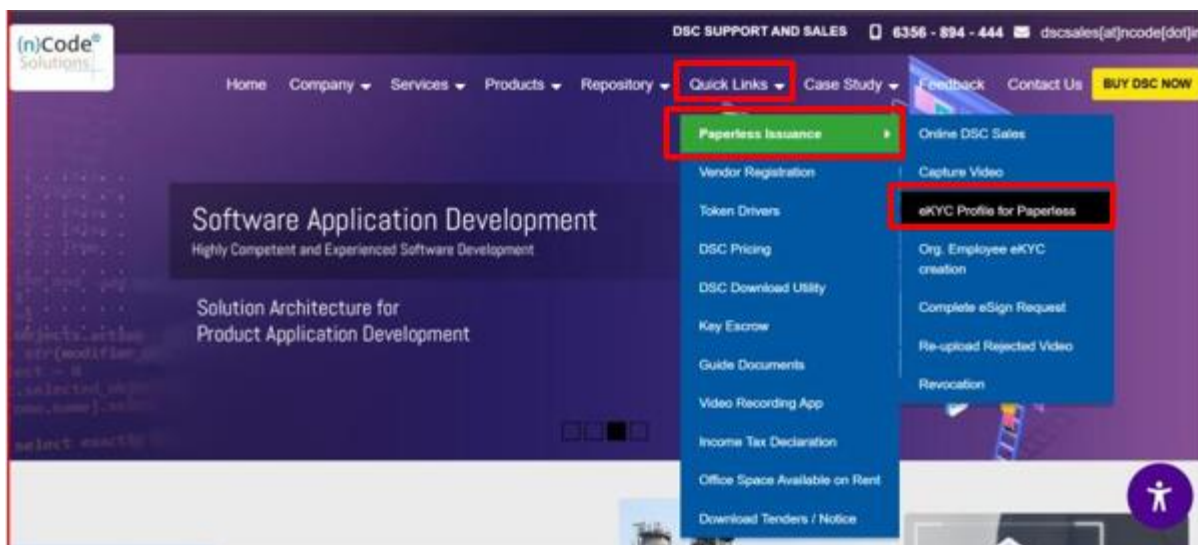 (n)Code®
Solutions
DSC SUPPORT AND SALES 6356 - 894 - 444 dscsales[at]ncode[dot]in
Home Company Services Products Repository Quick Links Case Study Feedback Contact Us BUY DSC NOW
Paperless Issuance
Vendor Registration
Token Drivers
DSC Pricing
DSC Download Utility
Key Escrow
Guide Documents
Video Recording App
Income Tax Declaration
Office Space Available on Rent
Download Tenders / Notice
Online DSC Sales
Capture Video
eKYC Profile for Paperless
Org. Employee eKYC
creation
Complete eSign Request
Re-upload Rejected Video
Revocation
Software Application Development
Highly Competent and Experienced Software Development
Solution Architecture for
Product Application Development